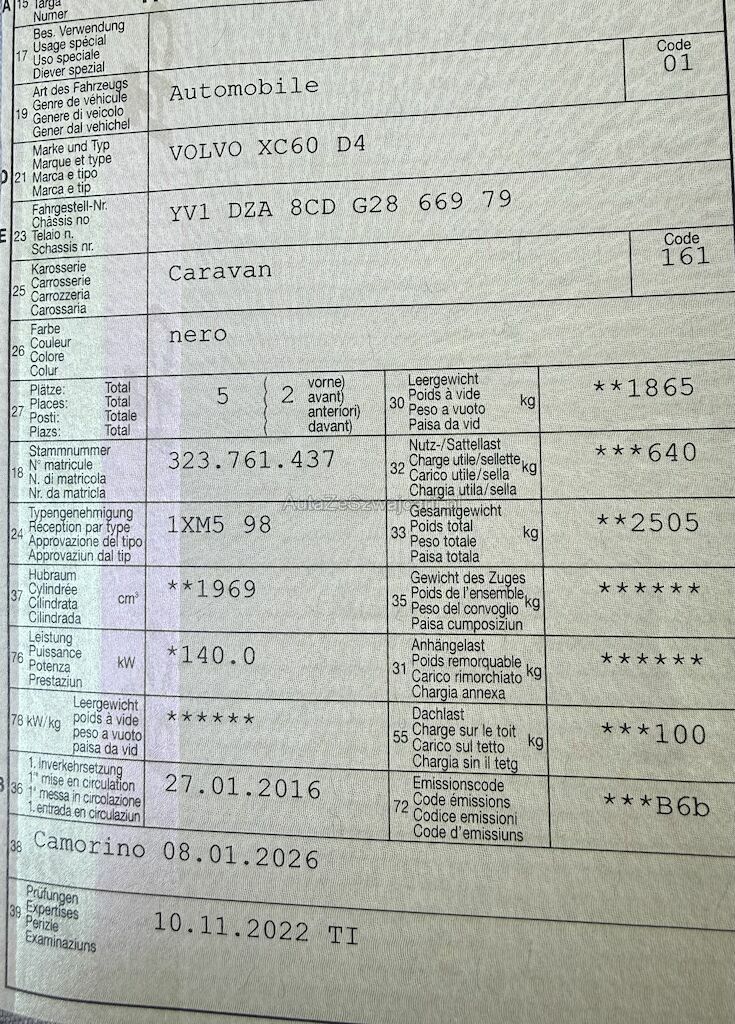 A 15 Targa
Numer
17 Bes. Verwendung
Usage spécial
Uso speciale
Diever spezial
19 Art des Fahrzeugs
Genre de véhicule
Genere di veicolo
Gener dal vehichel
Automobile
Code
01
D 21 Marke und Typ
Marque et type
Marca e tipo
Marca e tip
VOLVO XC60 D4
E 23 Fahrgestell-Nr.
Châssis no
Telaio n.
Schassis nr.
YV1 DZA 8CD G28 669 79
25 Karosserie
Carrosserie
Carrozzeria
Carossaria
Caravan
Code
161
26 Farbe
Couleur
Colore
Colur
nero
27 Plätze: Total
Places: Total
Posti: Totale
Plazs: Total
5 ( 2 vorne)
( avant)
( anteriori)
( davant)
30 Leergewicht
Poids à vide
Peso a vuoto
Paisa da vid
kg
**1865
18 Stammnummer
N° matricule
N. di matricola
Nr. da matricla
323.761.437
32 Nutz-/Sattellast
Charge utile/sellette
Carico utile/sella
Chargia utila/sella
kg
***640
24 Typengenehmigung
Réception par type
Approvazione del tipo
Approvaziun dal tip
1XM5 98
33 Gesamtgewicht
Poids total
Peso totale
Paisa totala
kg
**2505
37 Hubraum
Cylindrée
Cilindrata
Cilindrada
cm³
**1969
35 Gewicht des Zuges
Poids de l'ensemble
Peso del convoglio
Paisa cumposiziun
kg
******
76 Leistung
Puissance
Potenza
Prestaziun
kW
*140.0
31 Anhängelast
Poids remorquable
Carico rimorchiato
Chargia annexa
kg
******
78 kW/kg Leergewicht
poids à vide
peso a vuoto
paisa da vid
******
55 Dachlast
Charge sur le toit
Carico sul tetto
Chargia sin il tetg
kg
***100
B 36 1. Inverkehrsetzung
1re mise en circulation
1a messa in circolazione
1. entrada en circulaziun
27.01.2016
72 Emissionscode
Code émissions
Codice emissioni
Code d'emissiuns
***B6b
38 Camorino 08.01.2026
39 Prüfungen
Expertises
Perizie
Examinaziuns
10.11.2022 TI